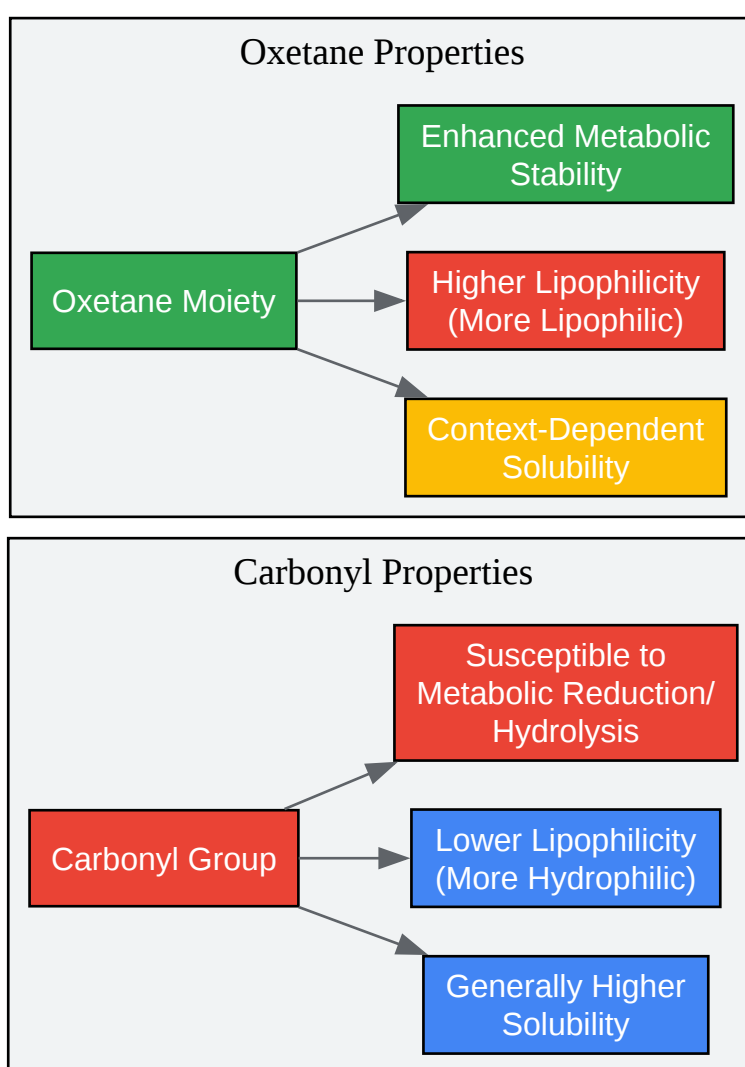 Oxetane Properties
Enhanced Metabolic
Stability
Oxetane Moiety
Higher Lipophilicity
(More Lipophilic)
Context-Dependent
Solubility
Carbonyl Properties
Susceptible to
Metabolic Reduction/
Hydrolysis
Carbonyl Group
Lower Lipophilicity
(More Hydrophilic)
Generally Higher
Solubility